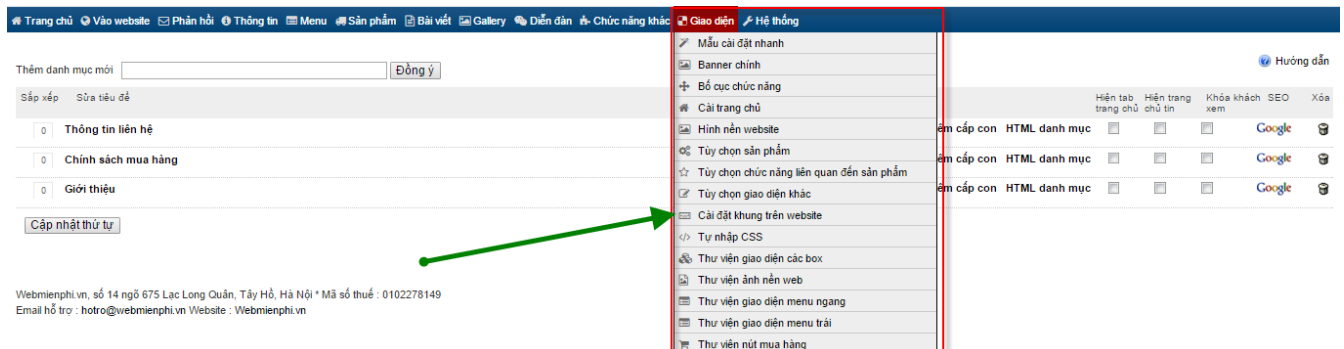 Trang chủ Vào website Phản hồi Thông tin Menu Sản phẩm Bài viết Gallery Diễn đàn Chức năng khác Giao diện Hệ thống
Mẫu cài đặt nhanh
Banner chính
Bố cục chức năng
Cài trang chủ
Hình nền website
Tùy chọn sản phẩm
Tùy chọn chức năng liên quan đến sản phẩm
Tùy chọn giao diện khác
Cài đặt khung trên website
Tự nhập CSS
Thư viện giao diện các box
Thư viện ảnh nền web
Thư viện giao diện menu ngang
Thư viện giao diện menu trái
Thư viện nút mua hàng
Hướng dẫn
Thêm danh mục mới Đồng ý
Sắp xếp Sửa tiêu đề Hiện tab trang chủ Hiện trang chủ tin Khóa khách xem SEO Xóa
0 Thông tin liên hệ êm cấp con HTML danh mục Google
0 Chính sách mua hàng êm cấp con HTML danh mục Google
0 Giới thiệu êm cấp con HTML danh mục Google
Cập nhật thứ tự
Webmienphi.vn, số 14 ngõ 675 Lạc Long Quân, Tây Hồ, Hà Nội * Mã số thuế : 0102278149
Email hỗ trợ : hotro@webmienphi.vn Website : Webmienphi.vn